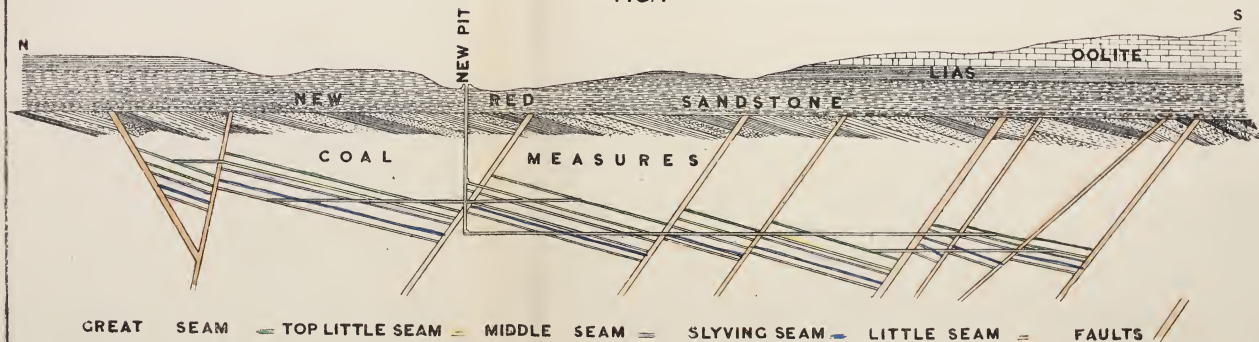 N
NEW PIT
S
OOLITE
LIAS
NEW RED SANDSTONE
COAL MEASURES
GREAT SEAM TOP LITTLE SEAM MIDDLE SEAM SLYVING SEAM LITTLE SEAM FAULTS